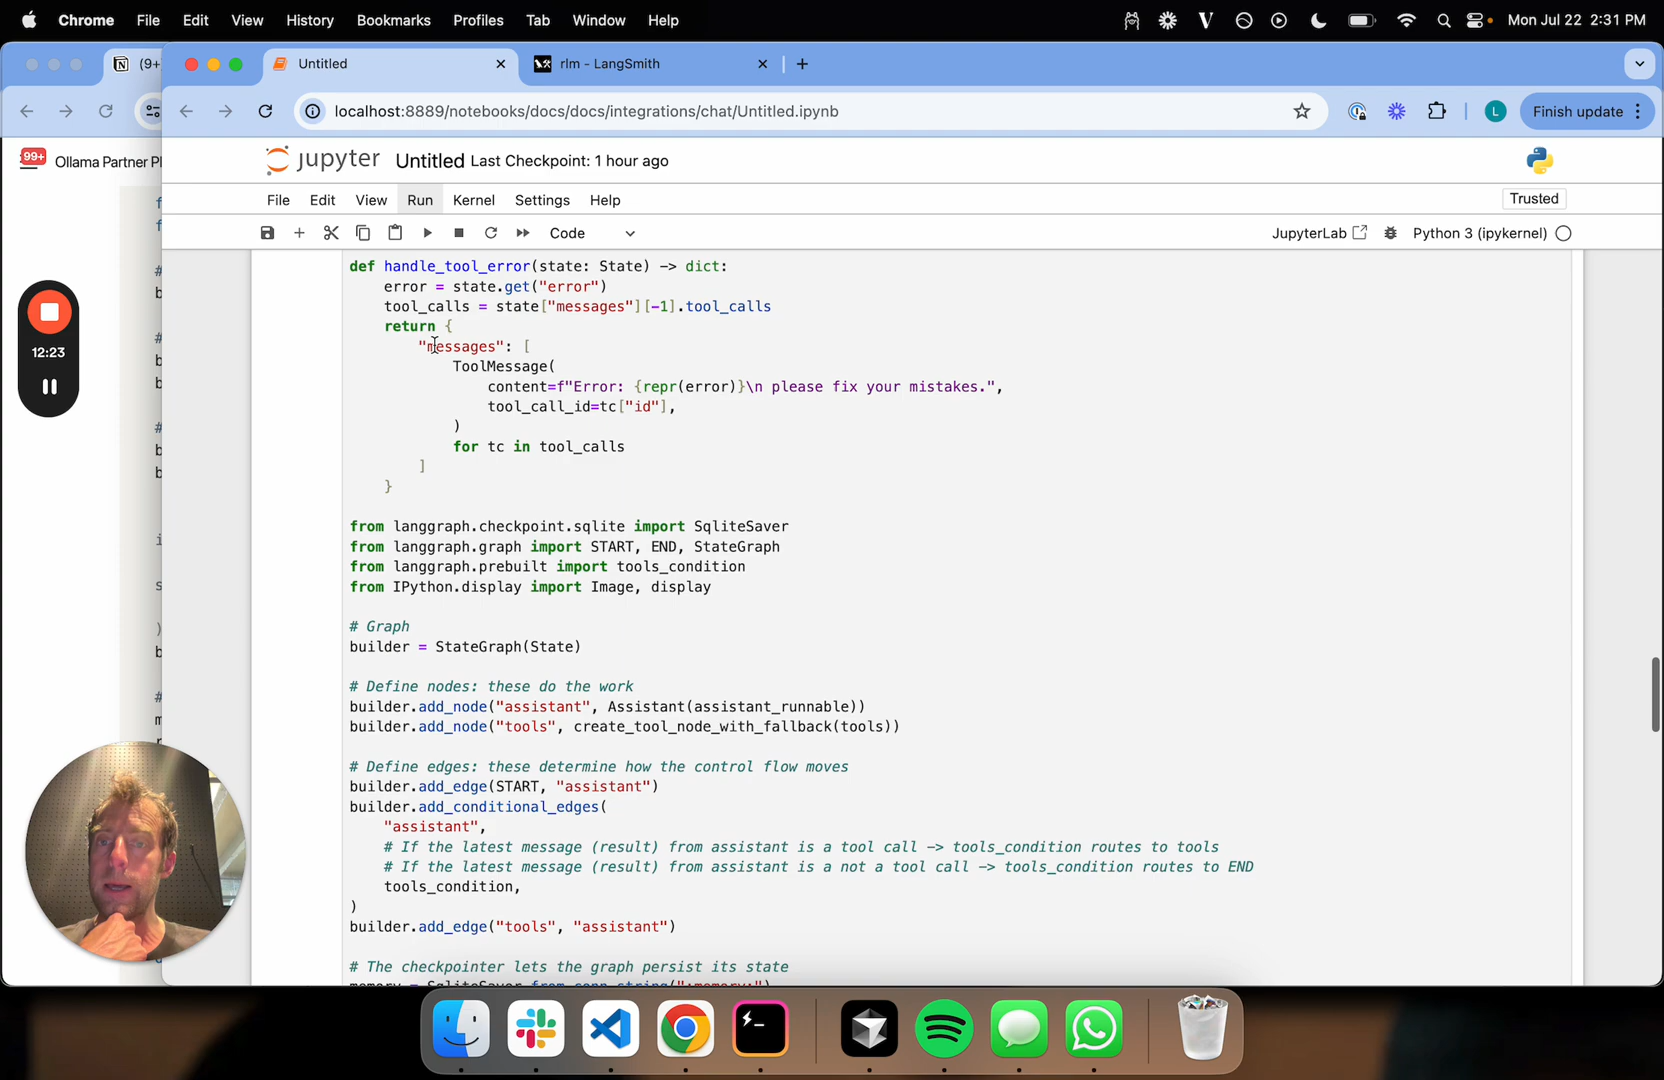 Chrome File Edit View History Bookmarks Profiles Tab Window Help Mon Jul 22 2:31 PM
(9+ Untitled rlm - LangSmith
localhost:8889/notebooks/docs/docs/integrations/chat/Untitled.ipynb Finish update
99+ Ollama Partner P
jupyter Untitled Last Checkpoint: 1 hour ago
File Edit View Run Kernel Settings Help Trusted
Code JupyterLab Python 3 (ipykernel)
def handle_tool_error(state: State) -> dict:
    error = state.get("error")
    tool_calls = state["messages"][-1].tool_calls
    return {
        "messages": [
            ToolMessage(
                content=f"Error: {repr(error)}\n please fix your mistakes.",
                tool_call_id=tc["id"],
            )
            for tc in tool_calls
        ]
    }
from langgraph.checkpoint.sqlite import SqliteSaver
from langgraph.graph import START, END, StateGraph
from langgraph.prebuilt import tools_condition
from IPython.display import Image, display
# Graph
builder = StateGraph(State)
# Define nodes: these do the work
builder.add_node("assistant", Assistant(assistant_runnable))
builder.add_node("tools", create_tool_node_with_fallback(tools))
# Define edges: these determine how the control flow moves
builder.add_edge(START, "assistant")
builder.add_conditional_edges(
    "assistant",
    # If the latest message (result) from assistant is a tool call -> tools_condition routes to tools
    # If the latest message (result) from assistant is a not a tool call -> tools_condition routes to END
    tools_condition,
)
builder.add_edge("tools", "assistant")
# The checkpointer lets the graph persist its state
memory = SqliteSaver.from_conn_string(":memory:")
12:23